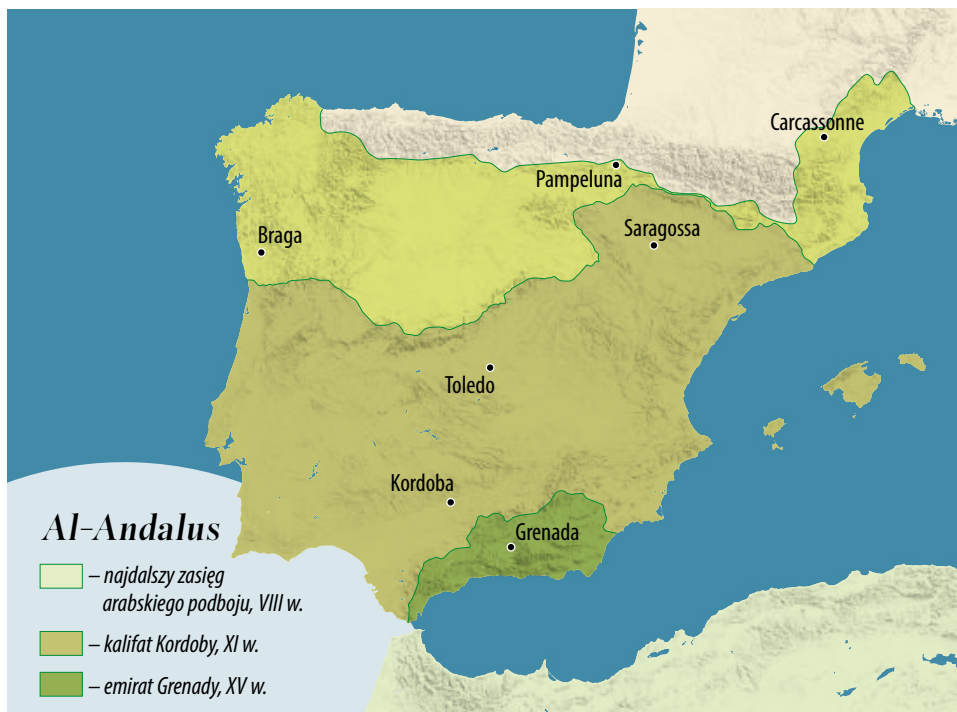 Carcassonne
Pampeluna
Saragossa
Braga
Toledo
Kordoba
Grenada
Al-Andalus
– najdalszy zasięg
arabskiego podboju, VIII w.
– kalifat Kordoby, XI w.
– emirat Grenady, XV w.